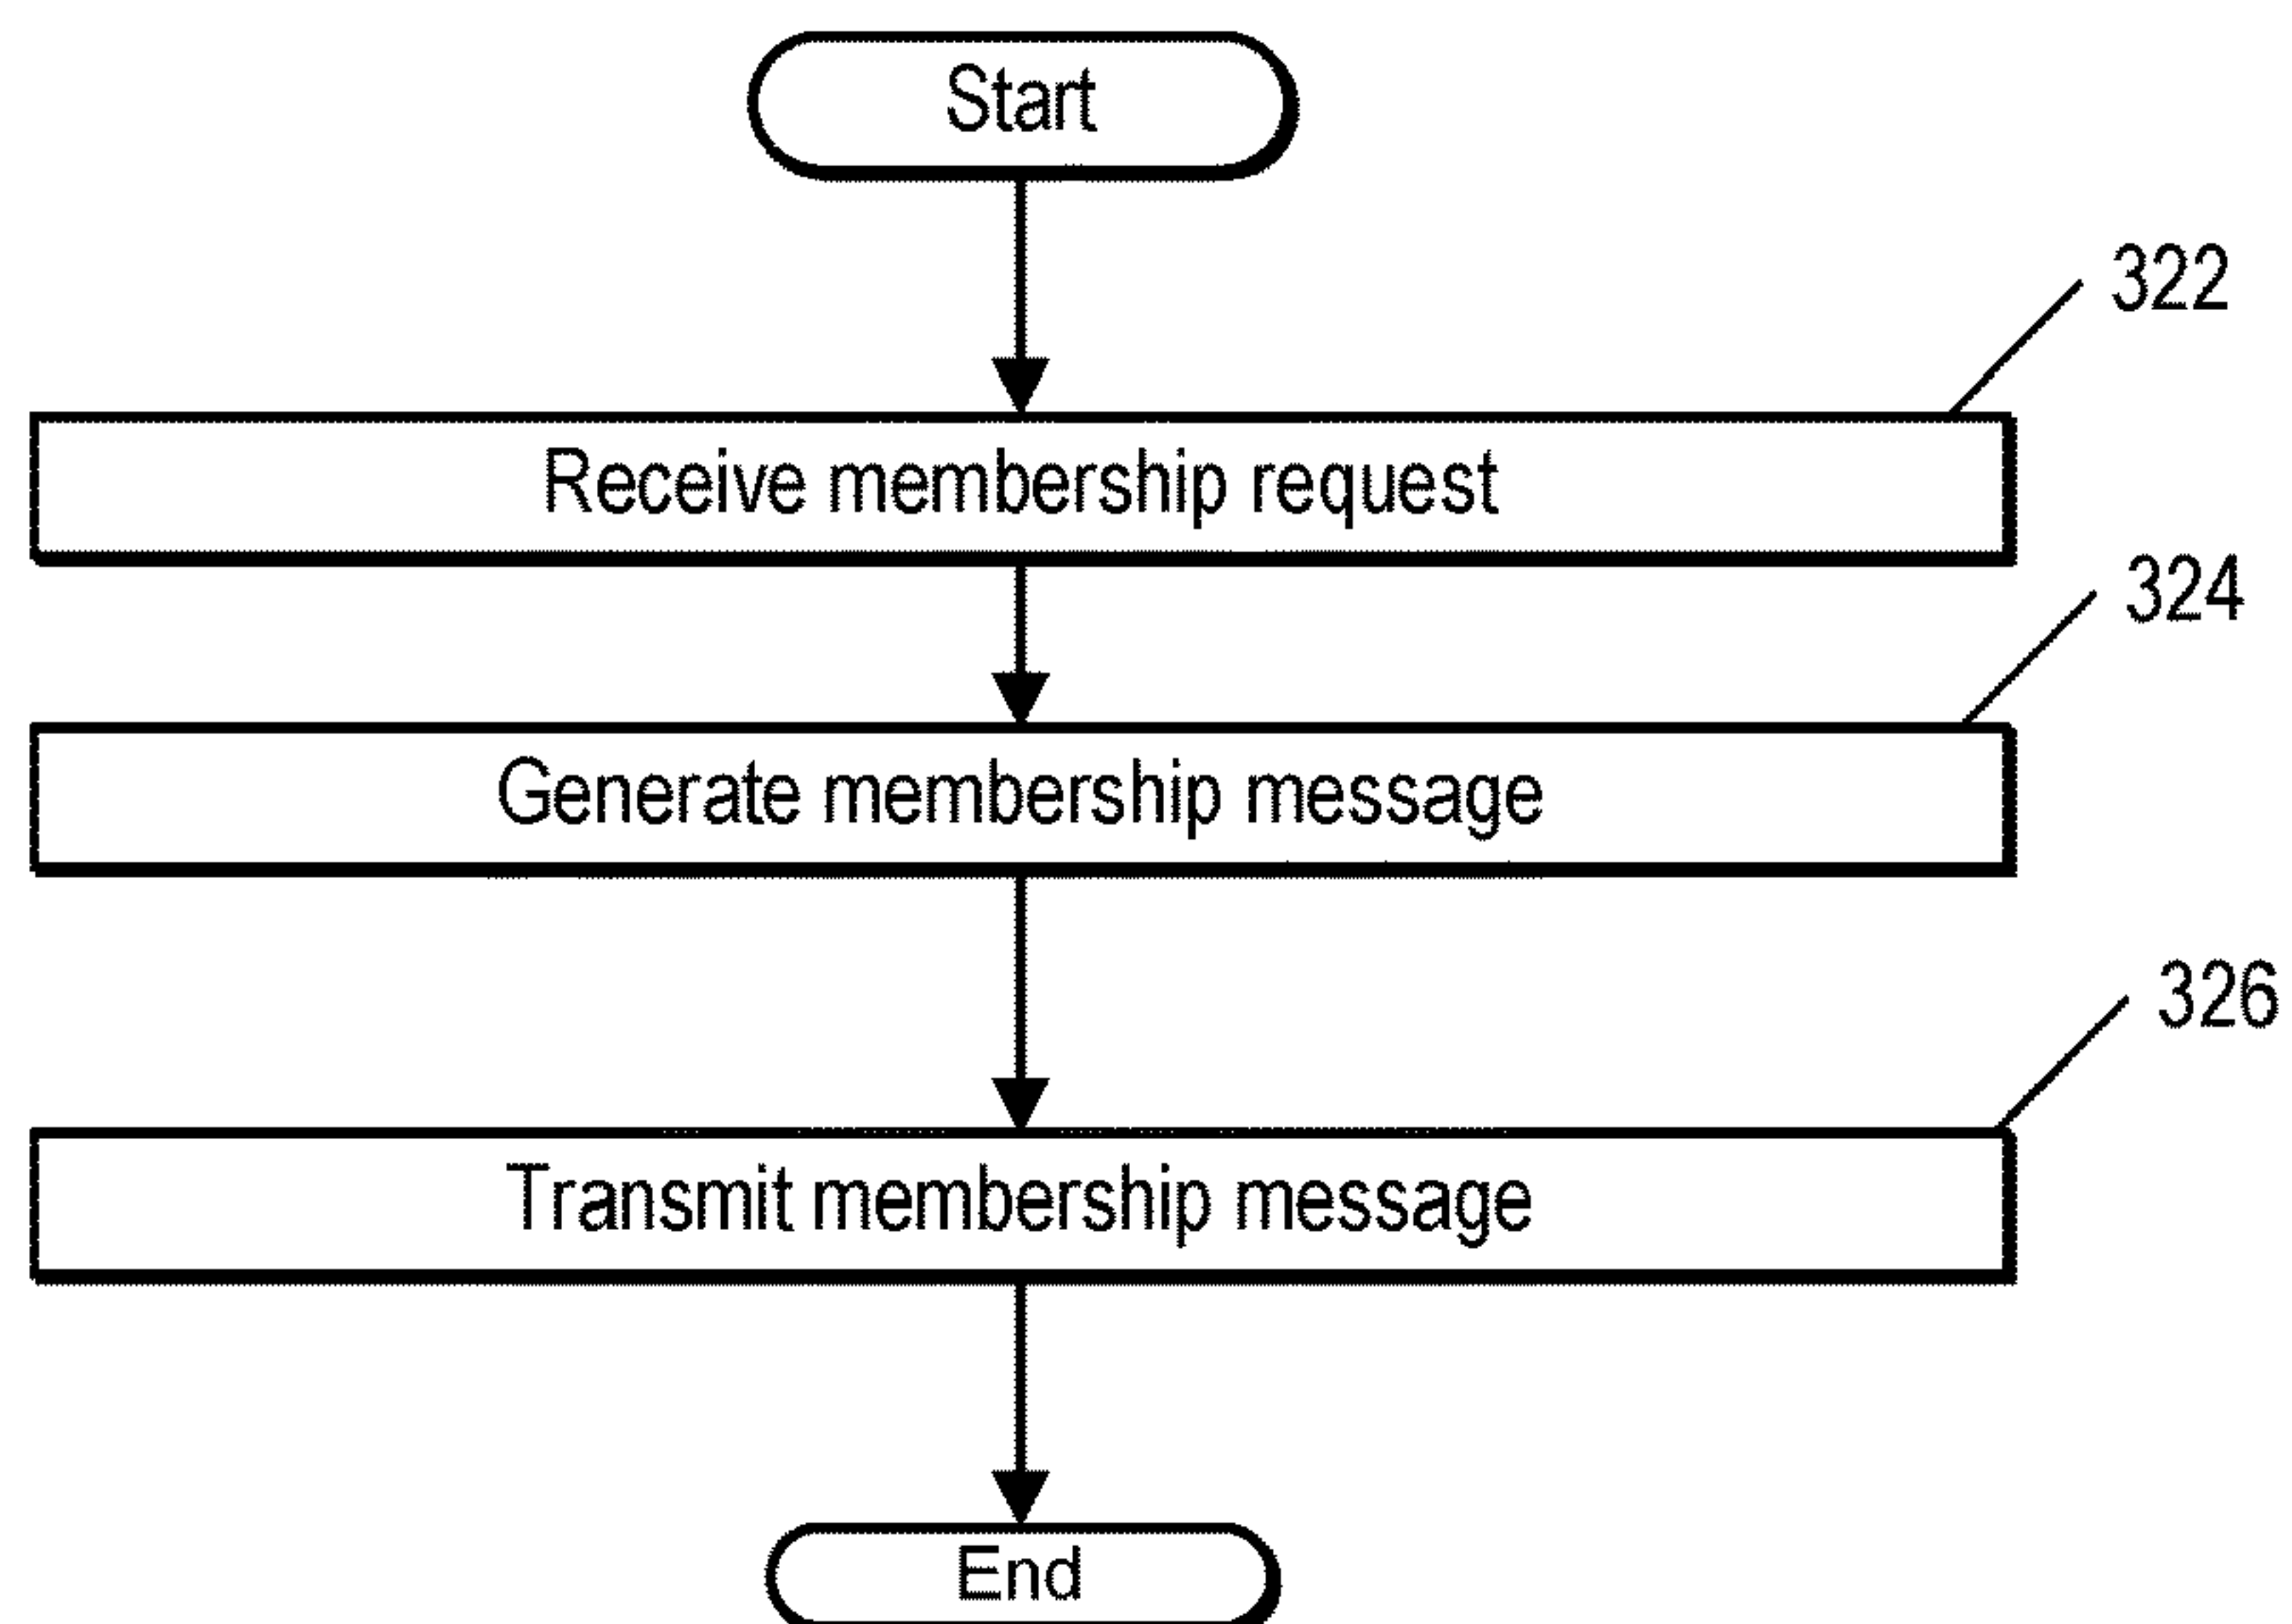 Start
322
Receive membership request
324
Generate membership message
326
Transmit membership message
End